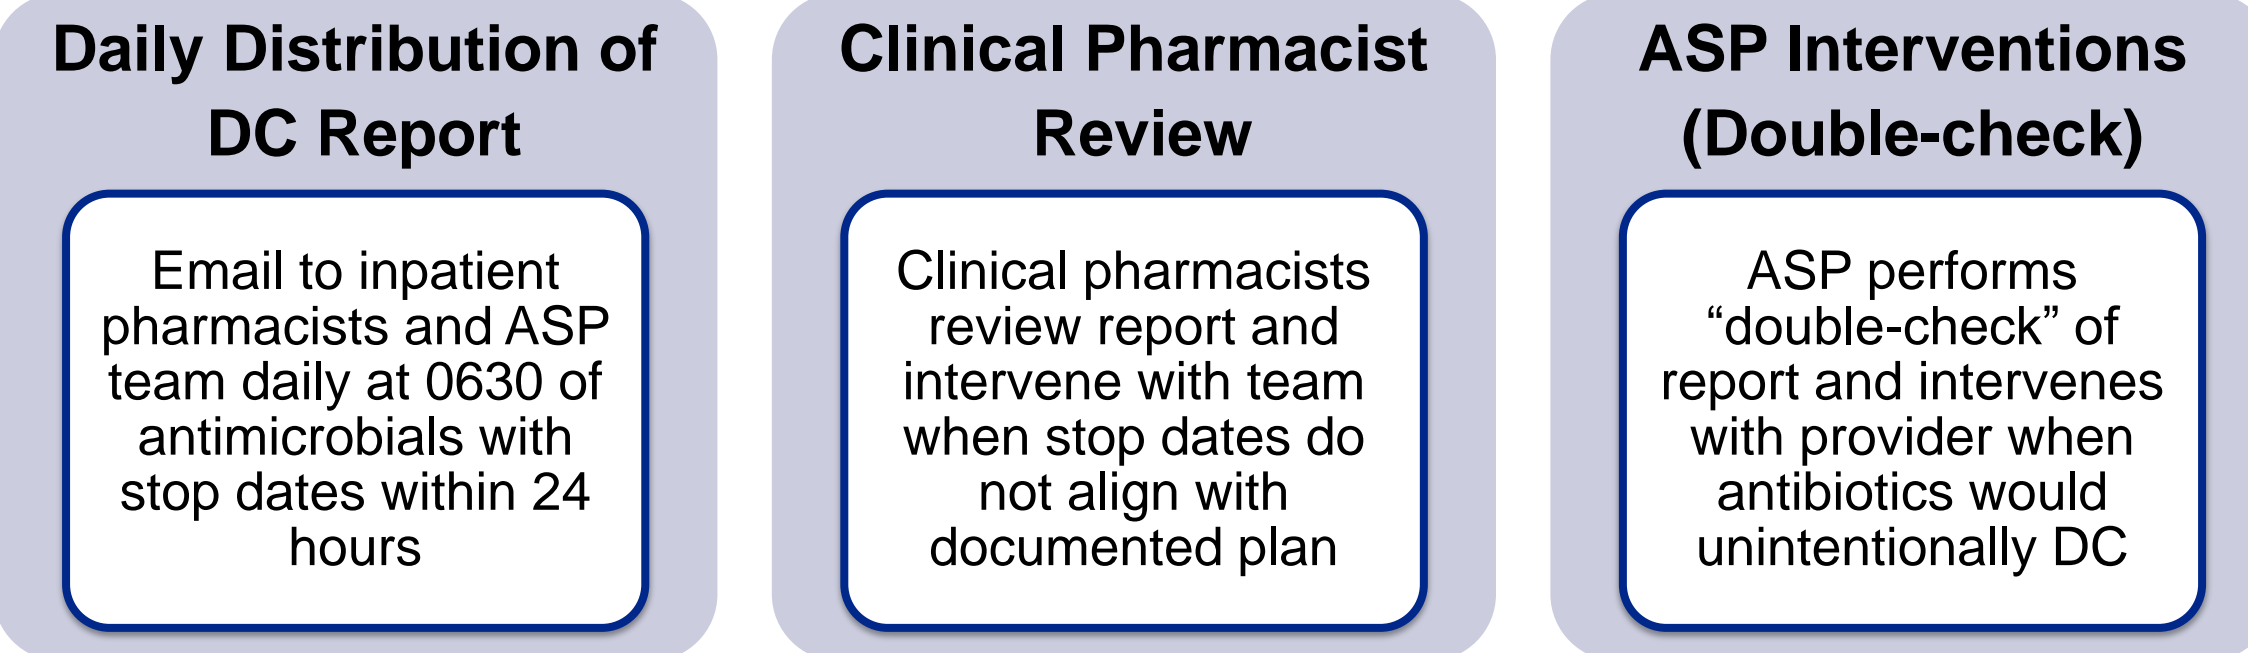 Daily Distribution of
DC Report
Email to inpatient
pharmacists and ASP
team daily at 0630 of
antimicrobials with
stop dates within 24
hours
Clinical Pharmacist
Review
Clinical pharmacists
review report and
intervene with team
when stop dates do
not align with
documented plan
ASP Interventions
(Double-check)
ASP performs
“double-check” of
report and intervenes
with provider when
antibiotics would
unintentionally DC